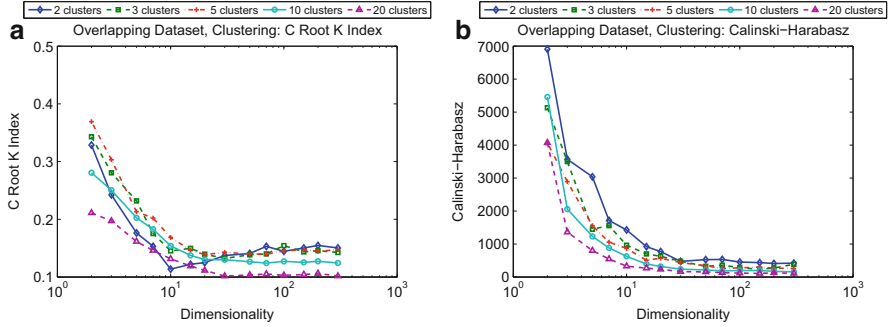 2 clusters 3 clusters 5 clusters 10 clusters 20 clusters
a
Overlapping Dataset, Clustering: C Root K Index
0.5
0.4
0.3
0.2
0.1
C Root K Index
10^0 10^1 10^2 10^3
Dimensionality
2 clusters 3 clusters 5 clusters 10 clusters 20 clusters
b
Overlapping Dataset, Clustering: Calinski−Harabasz
7000
6000
5000
4000
3000
2000
1000
0
Calinski−Harabasz
10^0 10^1 10^2 10^3
Dimensionality